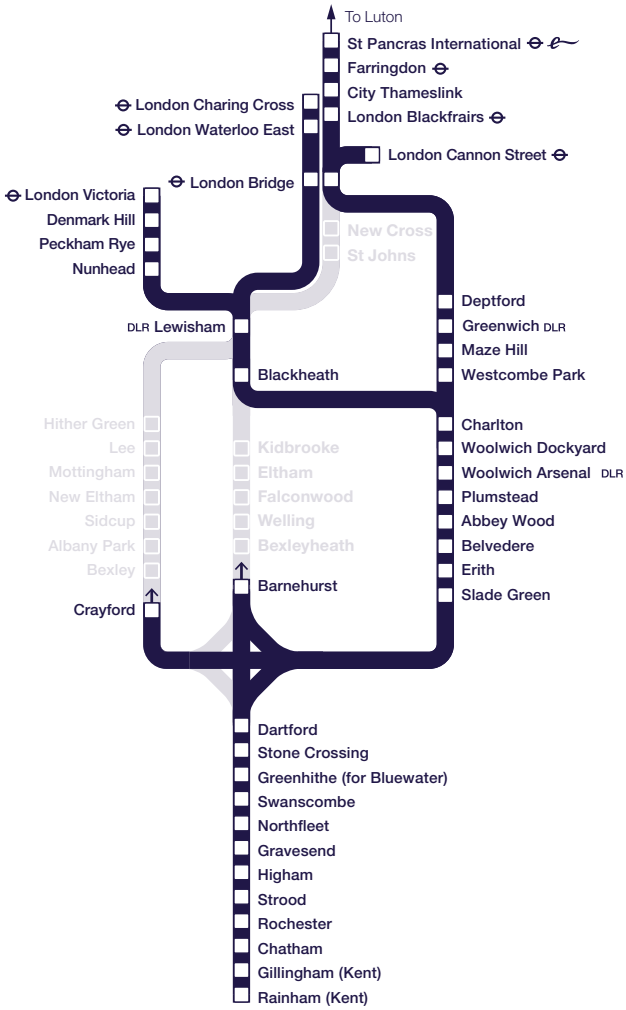 To Luton
St Pancras International
Farringdon
City Thameslink
London Charing Cross
London Blackfriars
London Waterloo East
London Cannon Street
London Bridge
London Victoria
Denmark Hill
New Cross
Peckham Rye
St Johns
Nunhead
Deptford
DLR Lewisham
Greenwich DLR
Maze Hill
Blackheath
Westcombe Park
Hither Green
Charlton
Lee
Kidbrooke
Woolwich Dockyard
Mottingham
Eltham
Woolwich Arsenal DLR
New Eltham
Falconwood
Plumstead
Sidcup
Welling
Abbey Wood
Albany Park
Bexleyheath
Belvedere
Bexley
Erith
Barnehurst
Slade Green
Crayford
Dartford
Stone Crossing
Greenhithe (for Bluewater)
Swanscombe
Northfleet
Gravesend
Higham
Strood
Rochester
Chatham
Gillingham (Kent)
Rainham (Kent)